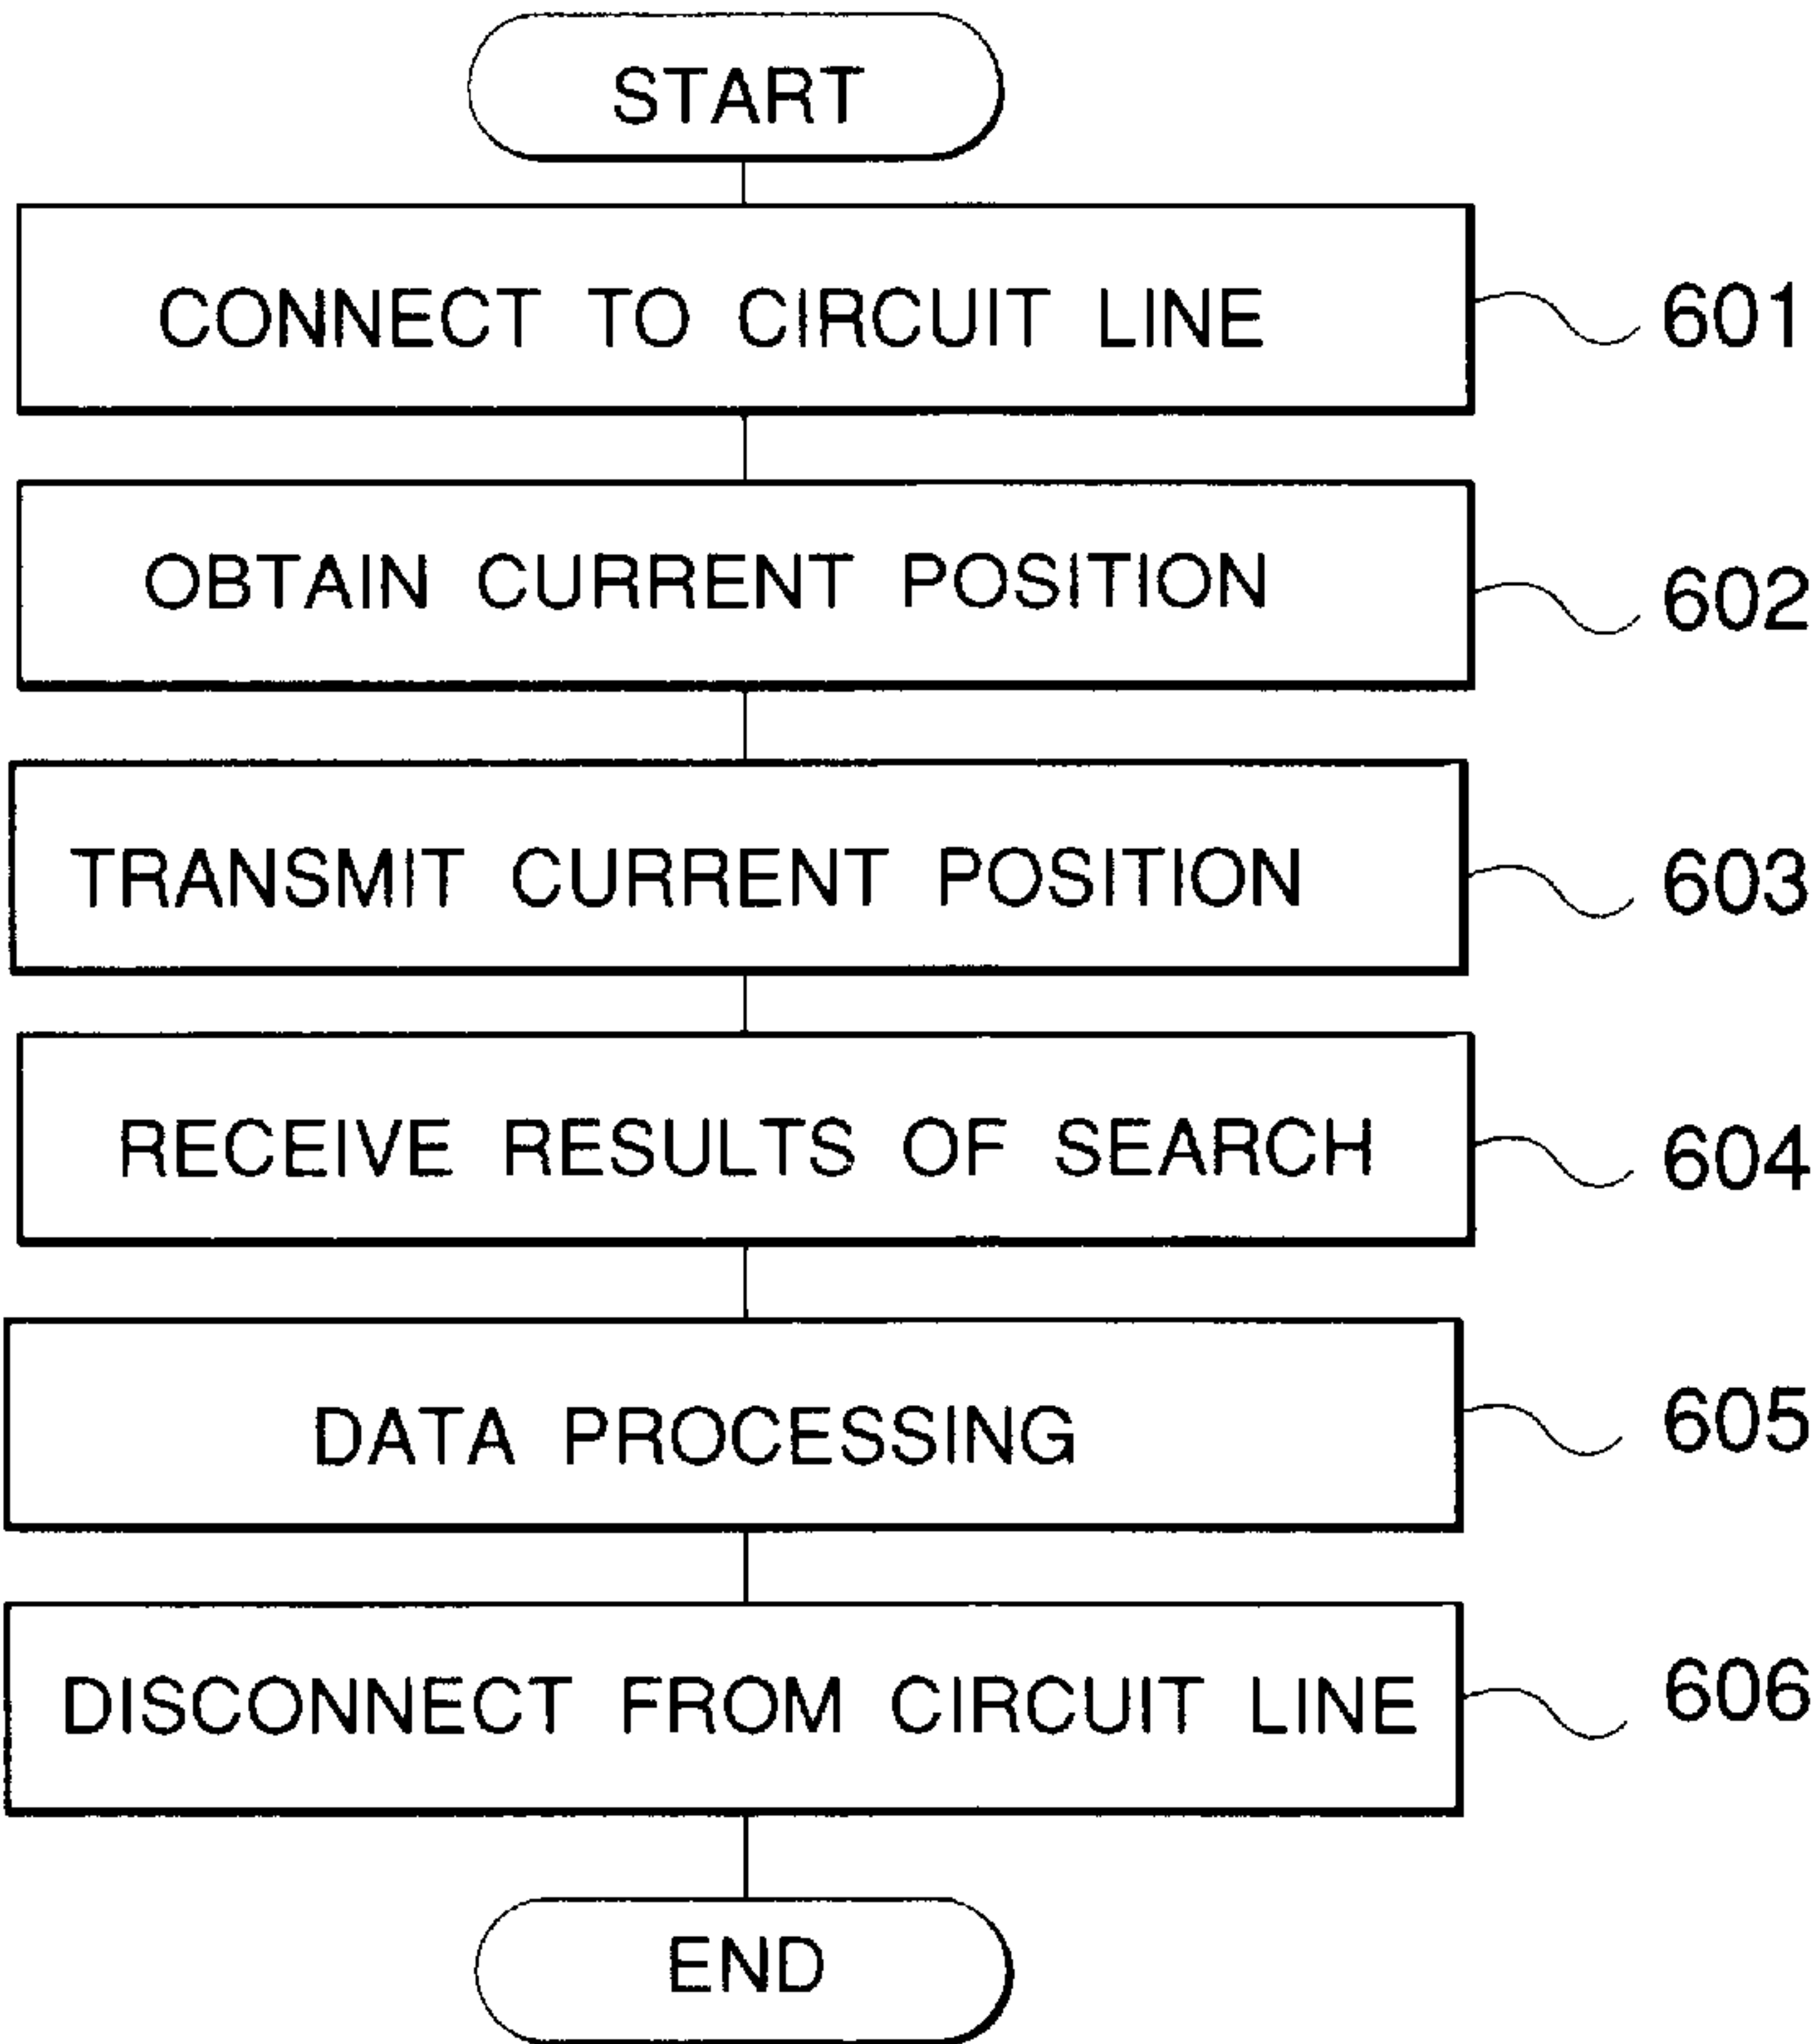 START
CONNECT TO CIRCUIT LINE 601
OBTAIN CURRENT POSITION 602
TRANSMIT CURRENT POSITION 603
RECEIVE RESULTS OF SEARCH 604
DATA PROCESSING 605
DISCONNECT FROM CIRCUIT LINE 606
END